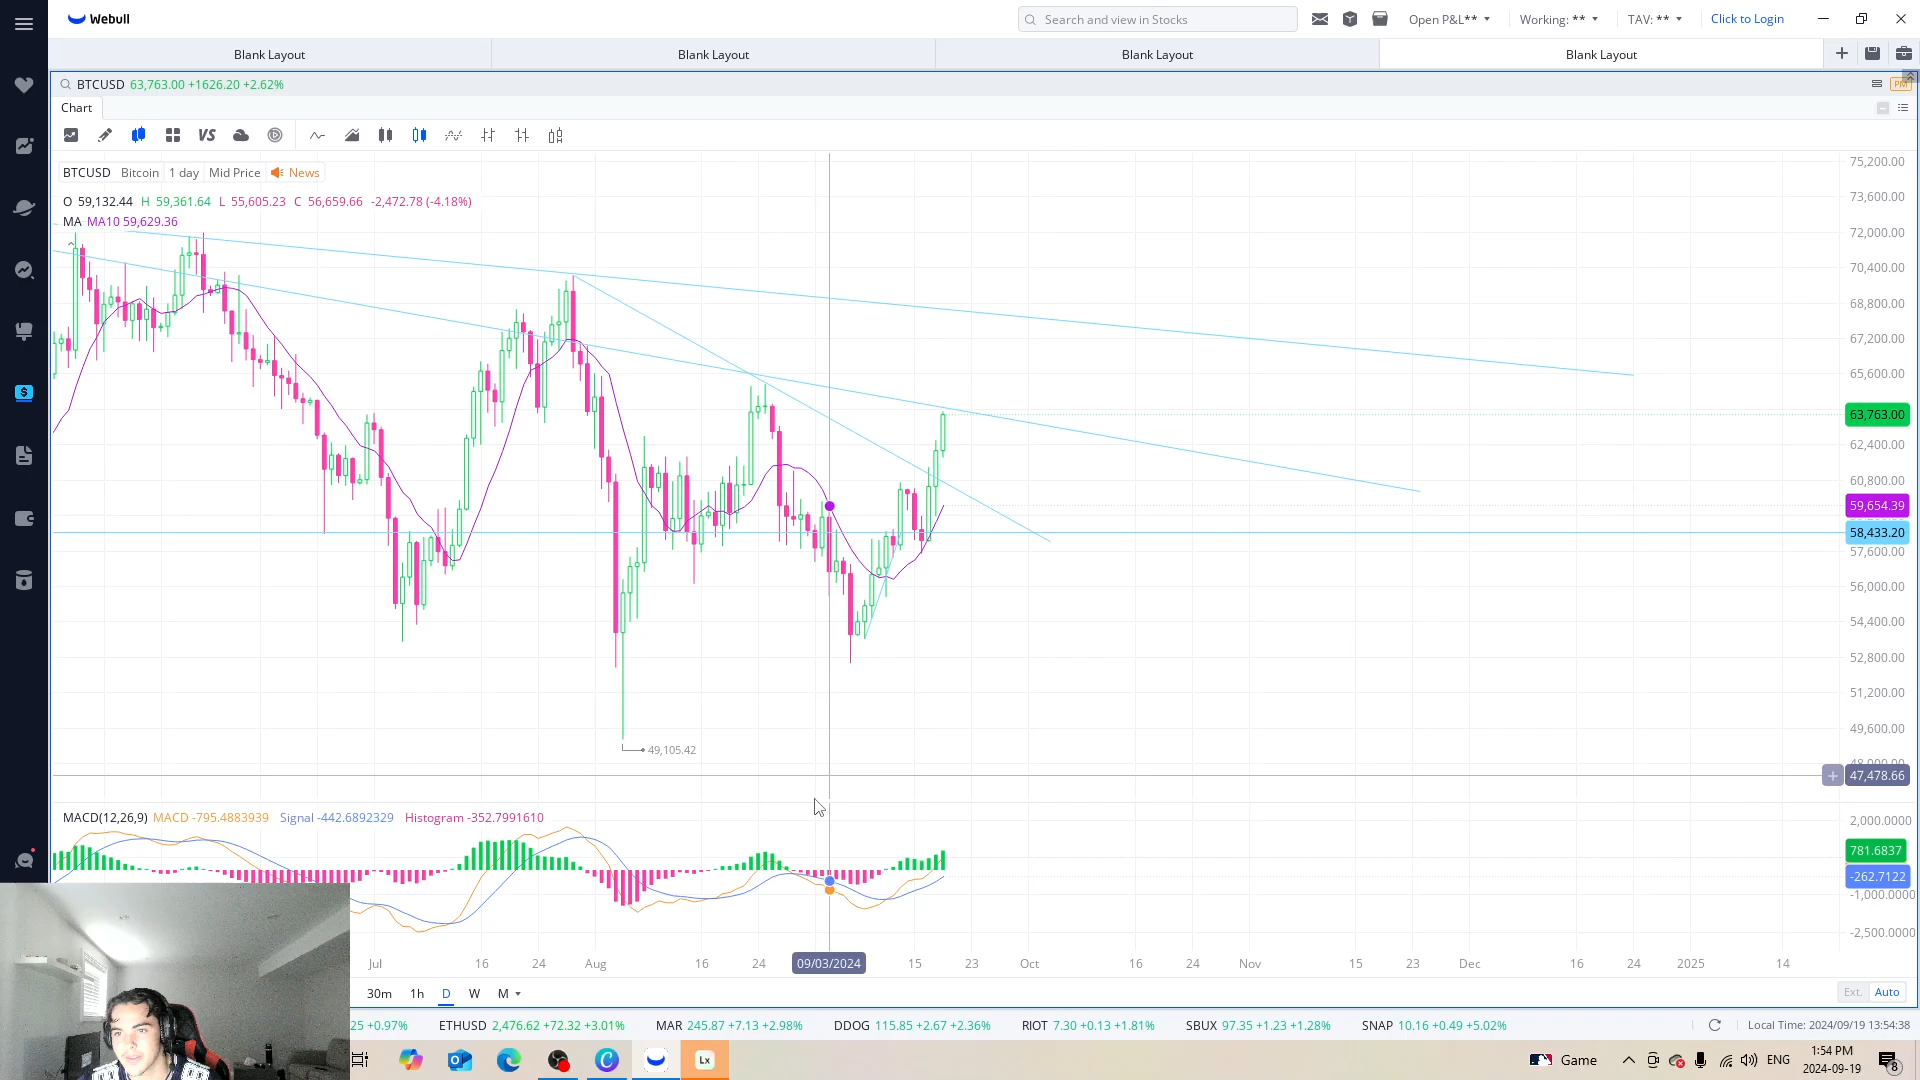 Webull
Search and view in Stocks
Open P&L**
Working: **
TAV: **
Click to Login
Blank Layout
Blank Layout
Blank Layout
Blank Layout
BTCUSD 63,763.00 +1626.20 +2.62%
Chart
VS
BTCUSD Bitcoin 1 day Mid Price News
O 59,132.44 H 59,361.64 L 55,605.23 C 56,659.66 -2,472.78 (-4.18%)
MA MA10 59,629.36
75,200.00
73,600.00
72,000.00
70,400.00
68,800.00
67,200.00
65,600.00
63,763.00
62,400.00
60,800.00
59,654.39
58,433.20
57,600.00
56,000.00
54,400.00
52,800.00
51,200.00
49,600.00
48,000.00
47,478.66
49,105.42
MACD(12,26,9) MACD -795.4883939 Signal -442.6892329 Histogram -352.7991610
2,000.0000
781.6837
-262.7122
-1,000.0000
-2,500.0000
Jul 16 24 Aug 16 24 09/03/2024 15 23 Oct 16 24 Nov 15 23 Dec 16 24 2025 14
30m 1h D W M
Ext. Auto
25 +0.97% ETHUSD 2,476.62 +72.32 +3.01% MAR 245.87 +7.13 +2.98% DDOG 115.85 +2.67 +2.36% RIOT 7.30 +0.13 +1.81% SBUX 97.35 +1.23 +1.28% SNAP 10.16 +0.49 +5.02%
Local Time: 2024/09/19 13:54:38
Lx
Game
ENG
1:54 PM
2024-09-19
8